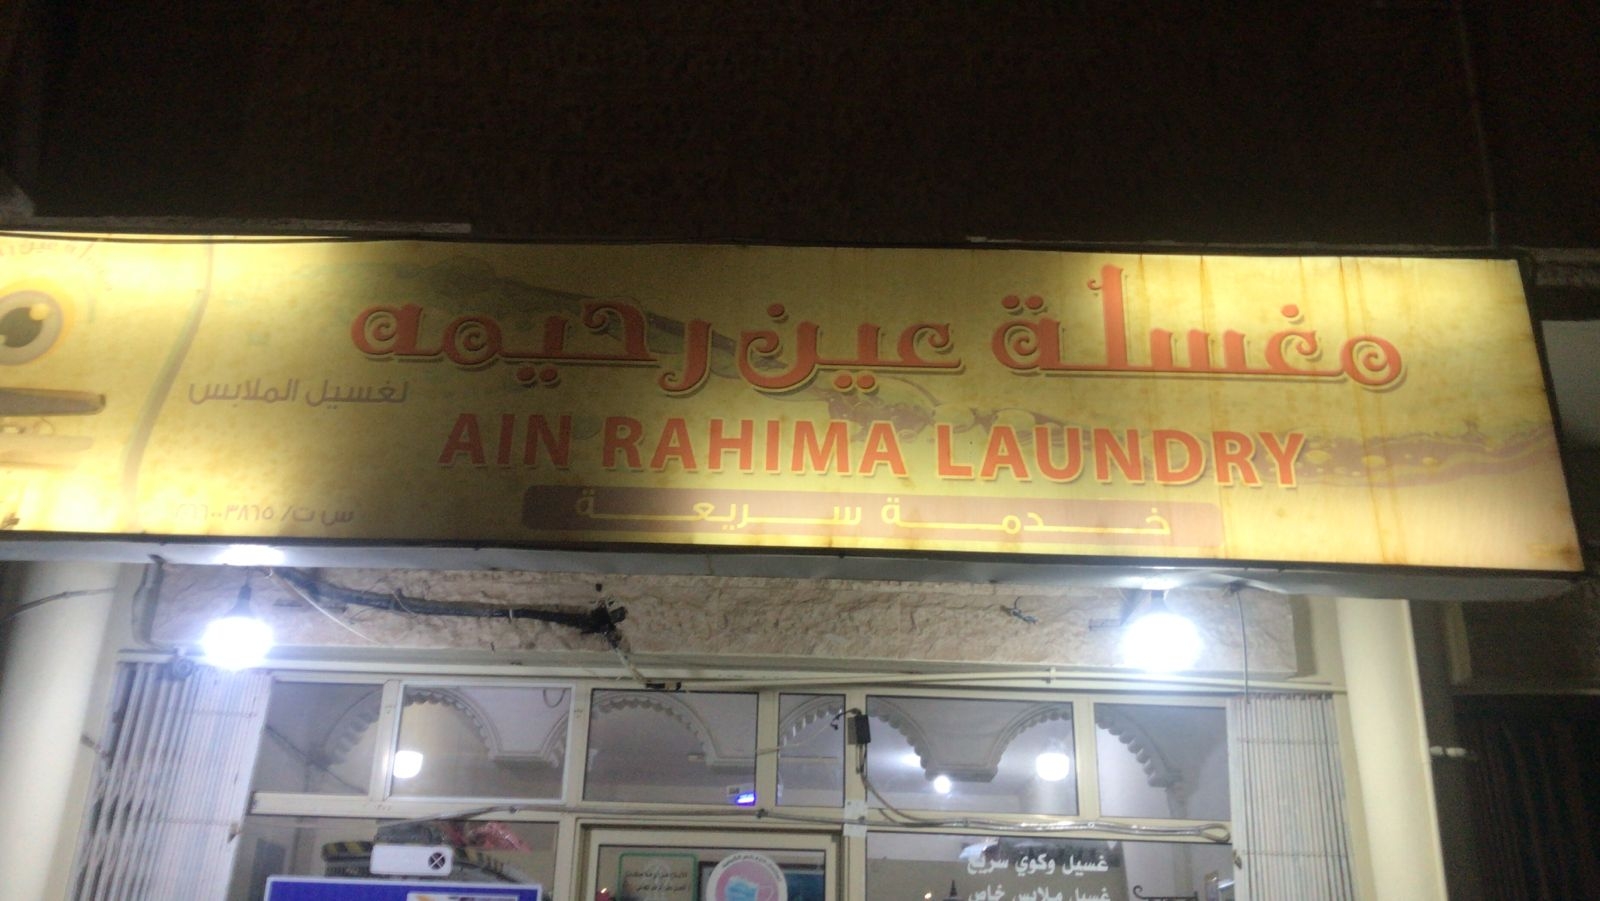 مغسلة عين رحيمه
لغسيل الملابس
AIN RAHIMA LAUNDRY
خدمة سريعة
س ت/
غسيل وكوي سريع
غسيل ملابس خاص